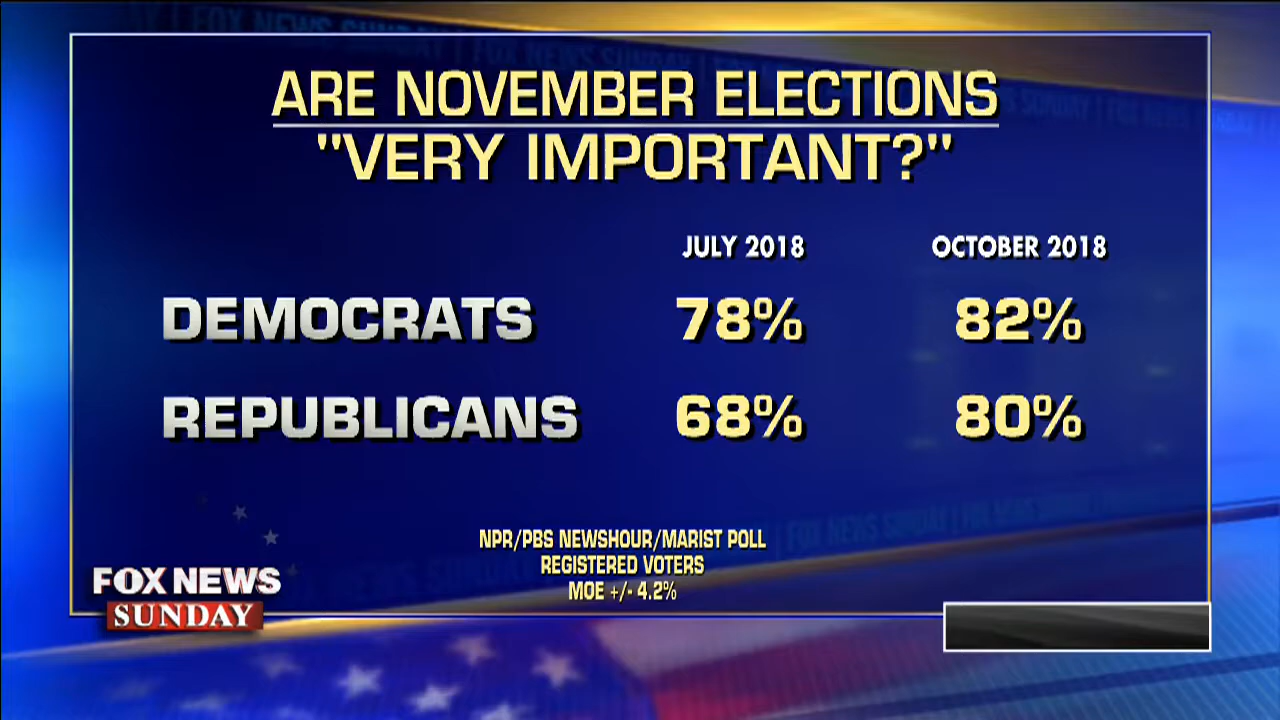 ARE NOVEMBER ELECTIONS
"VERY IMPORTANT?"
JULY 2018 OCTOBER 2018
DEMOCRATS 78% 82%
REPUBLICANS 68% 80%
NPR/PBS NEWSHOUR/MARIST POLL
REGISTERED VOTERS
MOE +/- 4.2%
FOX NEWS
SUNDAY